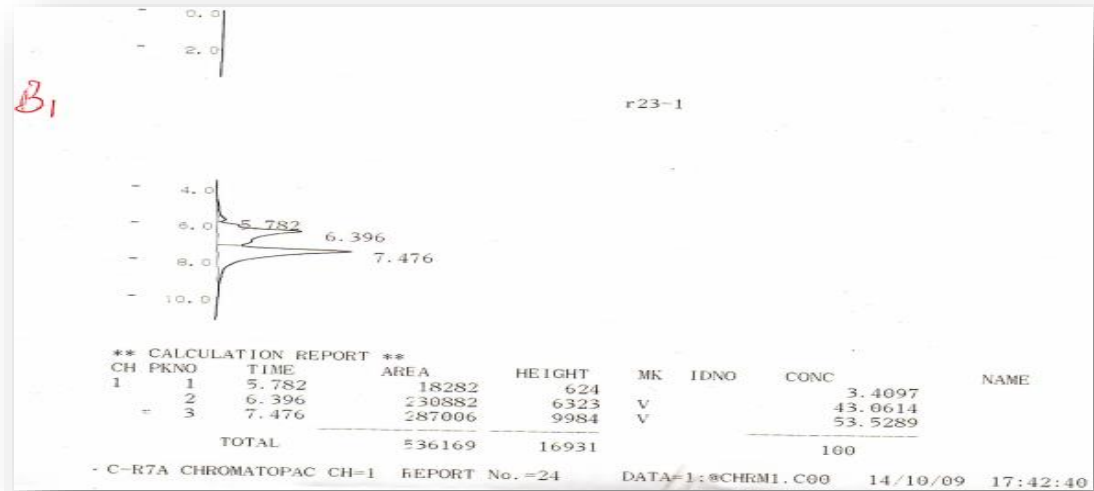 0.0
2.0
B1
r23-1
4.0
6.0 5.782
6.396
7.476
8.0
10.0
** CALCULATION REPORT **
CH PKNO TIME AREA HEIGHT MK IDNO CONC NAME
1 1 5.782 18282 624 3.4097
2 6.396 230882 6323 V 43.0614
= 3 7.476 287006 9984 V 53.5289
TOTAL 536169 16931 100
- C-R7A CHROMATOPAC CH=1 REPORT No.=24 DATA=1:@CHRM1.C00 14/10/09 17:42:40